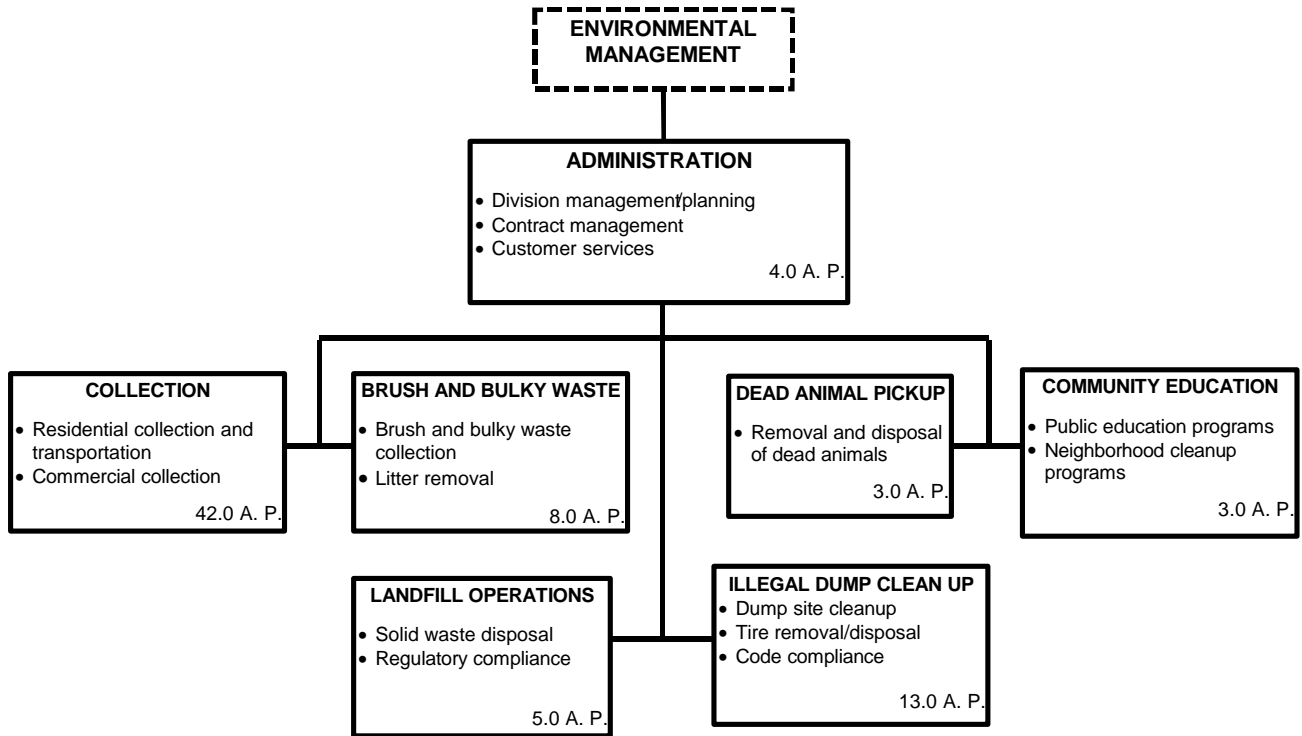 ENVIRONMENTAL
MANAGEMENT
ADMINISTRATION
• Division management/planning
• Contract management
• Customer services
4.0 A. P.
COLLECTION
• Residential collection and
transportation
• Commercial collection
42.0 A. P.
BRUSH AND BULKY WASTE
• Brush and bulky waste
collection
• Litter removal
8.0 A. P.
DEAD ANIMAL PICKUP
• Removal and disposal
of dead animals
3.0 A. P.
COMMUNITY EDUCATION
• Public education programs
• Neighborhood cleanup
programs
3.0 A. P.
LANDFILL OPERATIONS
• Solid waste disposal
• Regulatory compliance
5.0 A. P.
ILLEGAL DUMP CLEAN UP
• Dump site cleanup
• Tire removal/disposal
• Code compliance
13.0 A. P.